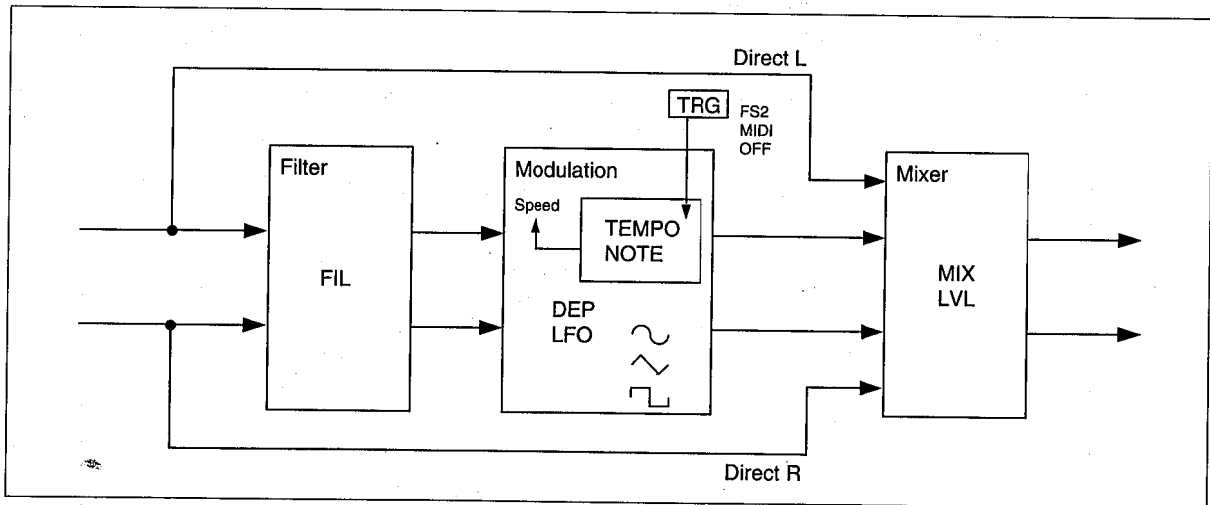 Direct L
TRG
FS2
MIDI
OFF
Filter
Modulation
Mixer
Speed
TEMPO
NOTE
FIL
MIX
LVL
DEP
LFO
Direct R